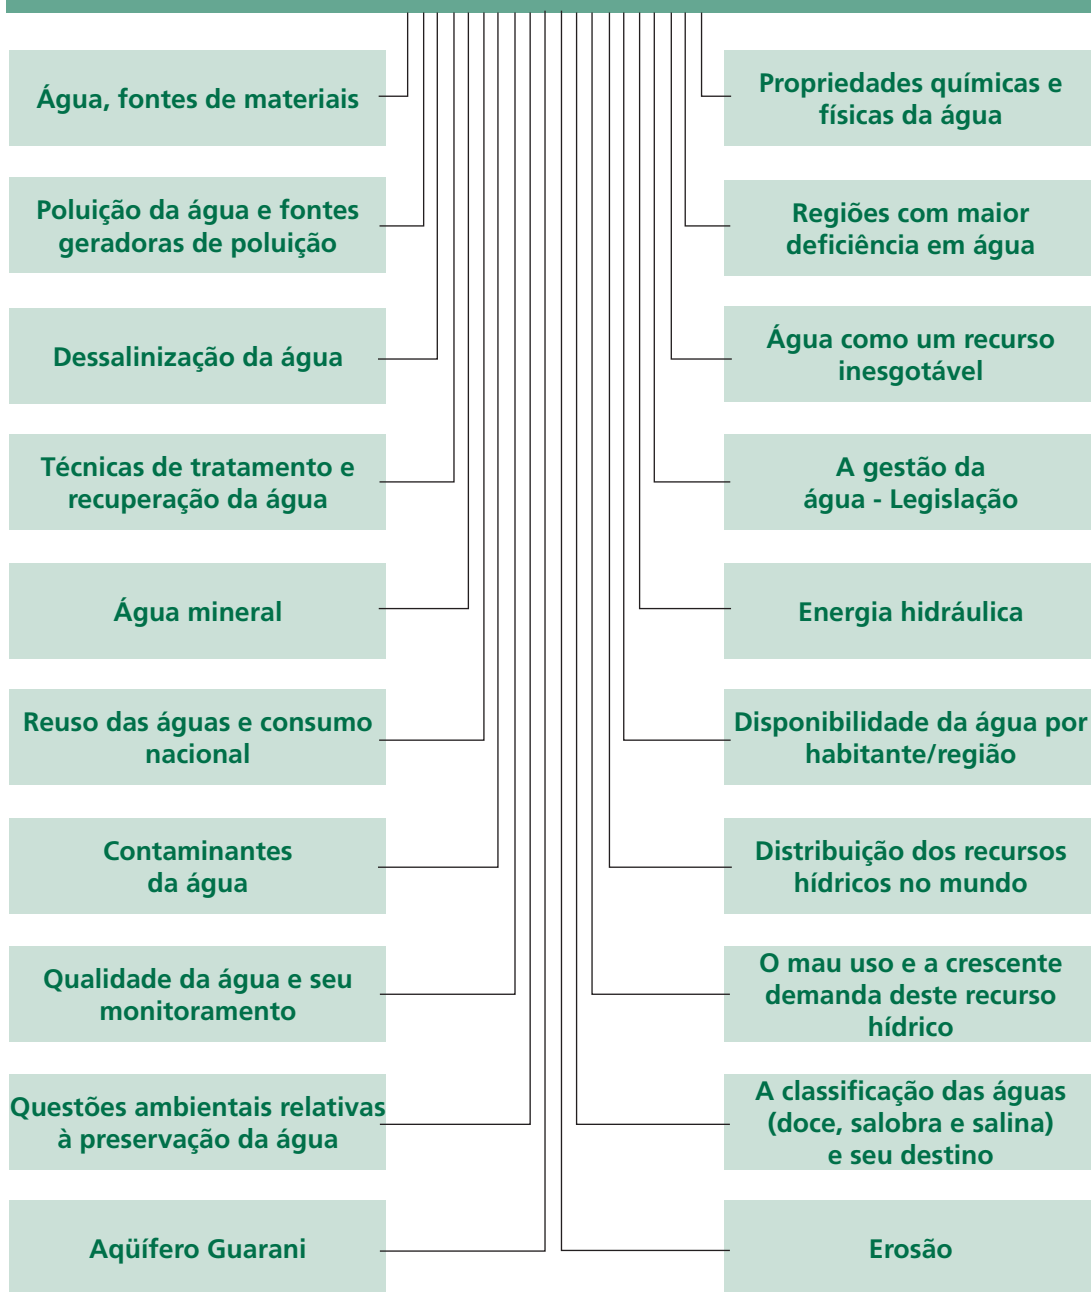 Água, fontes de materiais
Poluição da água e fontes
geradoras de poluição
Dessalinização da água
Técnicas de tratamento e
recuperação da água
Água mineral
Reuso das águas e consumo
nacional
Contaminantes
da água
Qualidade da água e seu
monitoramento
Questões ambientais relativas
à preservação da água
Aqüífero Guarani
Propriedades químicas e
físicas da água
Regiões com maior
deficiência em água
Água como um recurso
inesgotável
A gestão da
água - Legislação
Energia hidráulica
Disponibilidade da água por
habitante/região
Distribuição dos recursos
hídricos no mundo
O mau uso e a crescente
demanda deste recurso
hídrico
A classificação das águas
(doce, salobra e salina)
e seu destino
Erosão